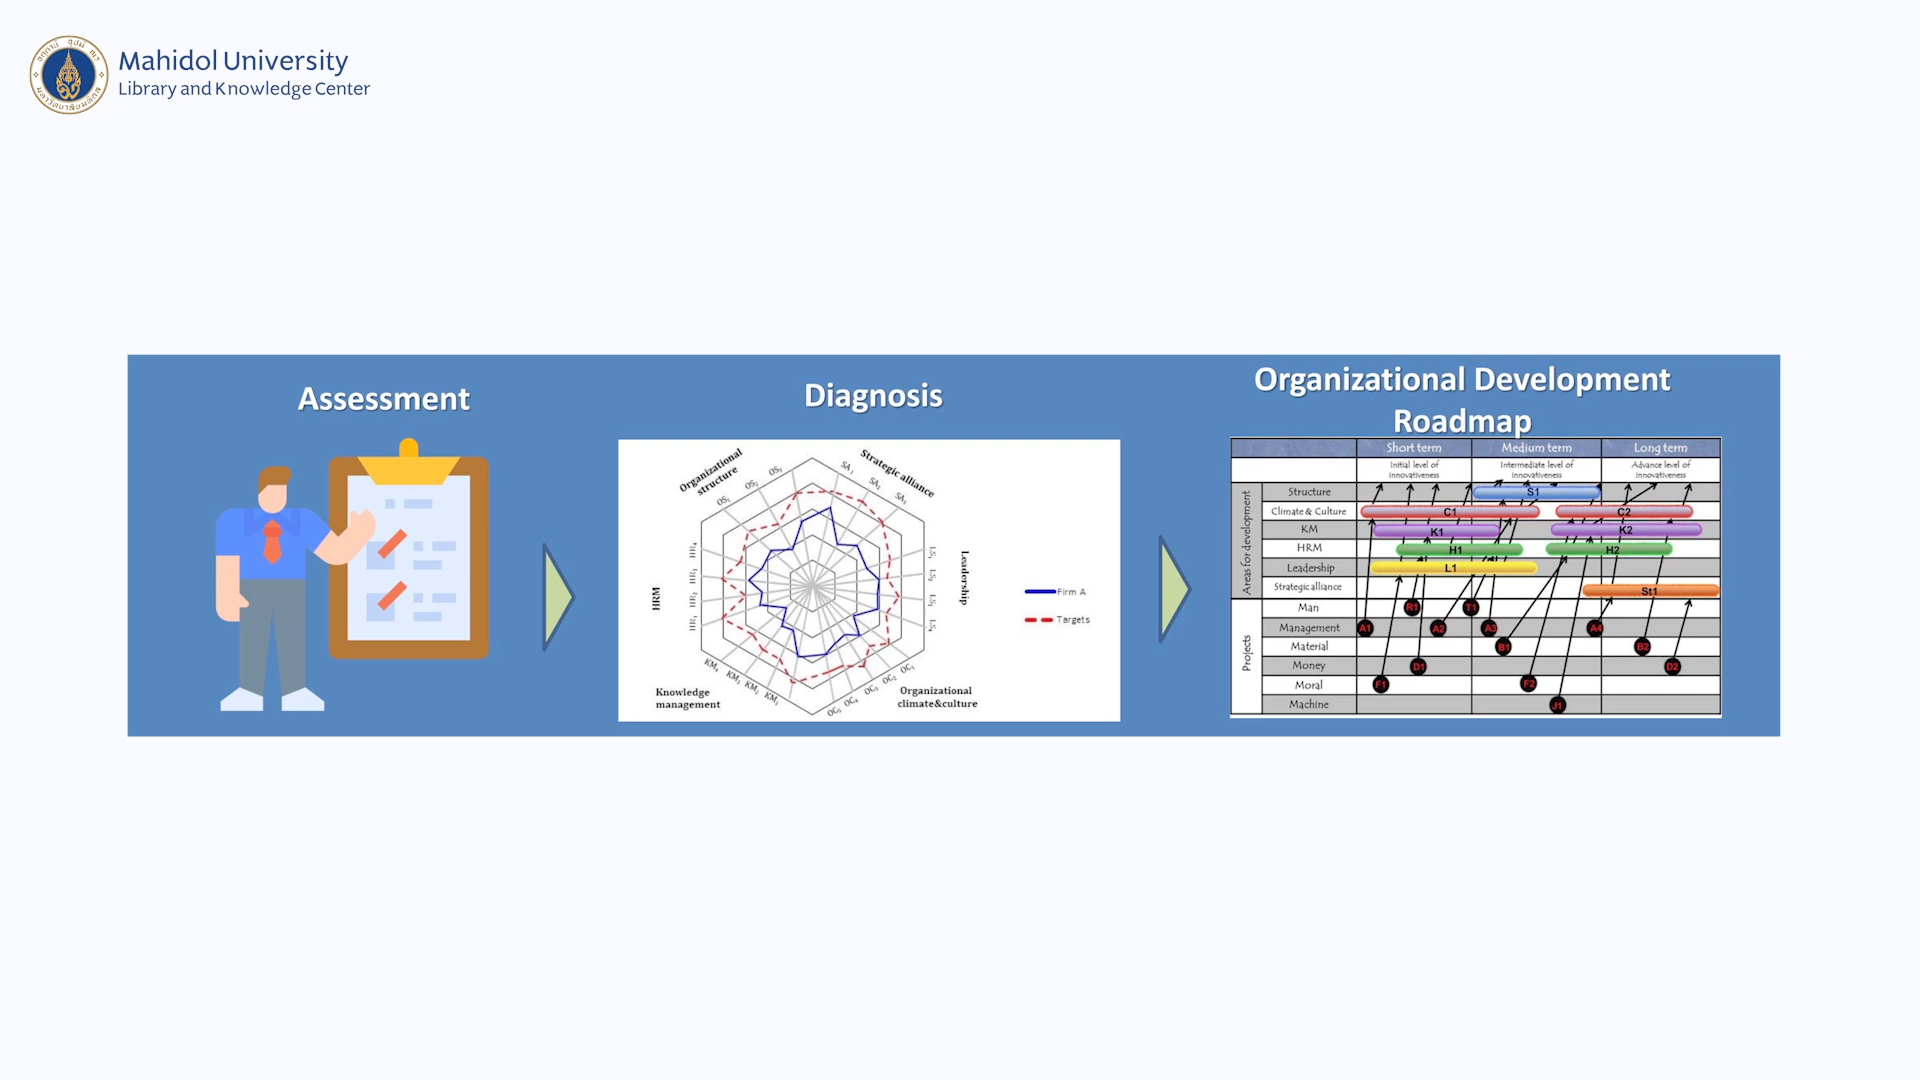 Mahidol University
Library and Knowledge Center
Assessment
Diagnosis
Organizational structure
Strategic alliance
OS₁
OS₂
OS₃
SA₁
SA₂
SA₃
HR₄
HR₃
HR₂
HR₁
HRM
LS₁
LS₂
LS₃
LS₄
Leadership
Firm A
Targets
KM₄
KM₃
KM₂
KM₁
OC₅
OC₄
OC₃
OC₂
OC₁
Knowledge
management
Organizational
climate&culture
Organizational Development
Roadmap
Short term Medium term Long term
Initial level of innovativeness
Intermediate level of innovativeness
Advance level of innovativeness
Areas for development
Structure S1
Climate & Culture C1 C2
KM K1 K2
HRM H1 H2
Leadership L1
Strategic alliance St1
Projects
Man R1 T1
Management A1 A2 A3 A4
Material B1 B2
Money D1 D2
Moral F1 F2
Machine J1